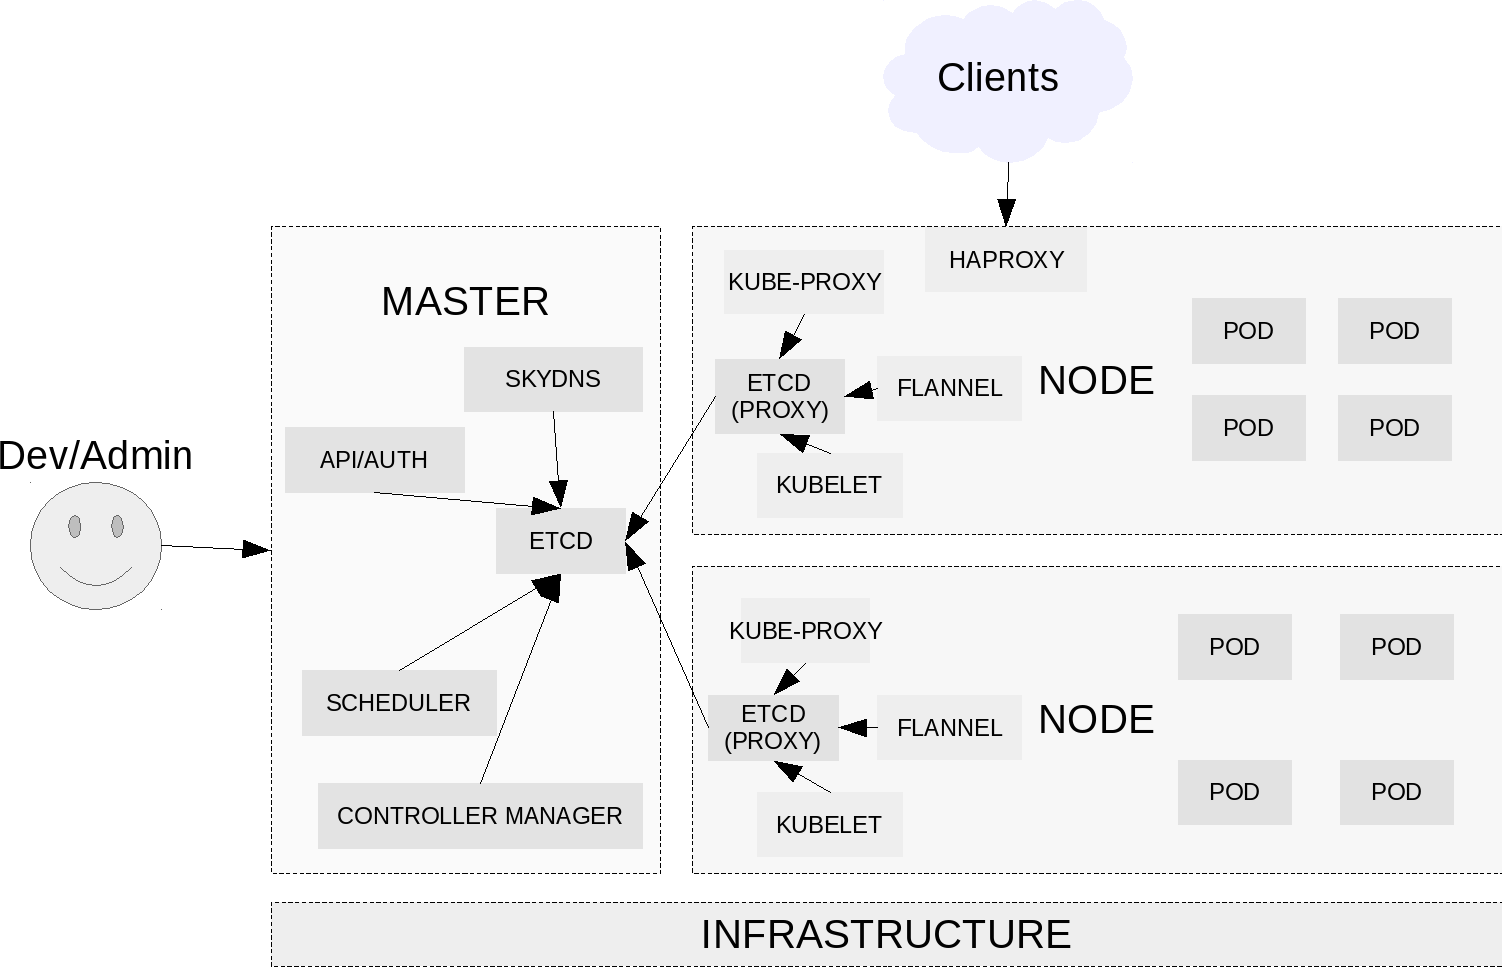 Clients
Dev/Admin
MASTER
SKYDNS
API/AUTH
ETCD
SCHEDULER
CONTROLLER MANAGER
HAPROXY
KUBE-PROXY
ETCD
(PROXY)
FLANNEL
KUBELET
NODE
POD
POD
POD
POD
KUBE-PROXY
ETCD
(PROXY)
FLANNEL
KUBELET
NODE
POD
POD
POD
POD
INFRASTRUCTURE